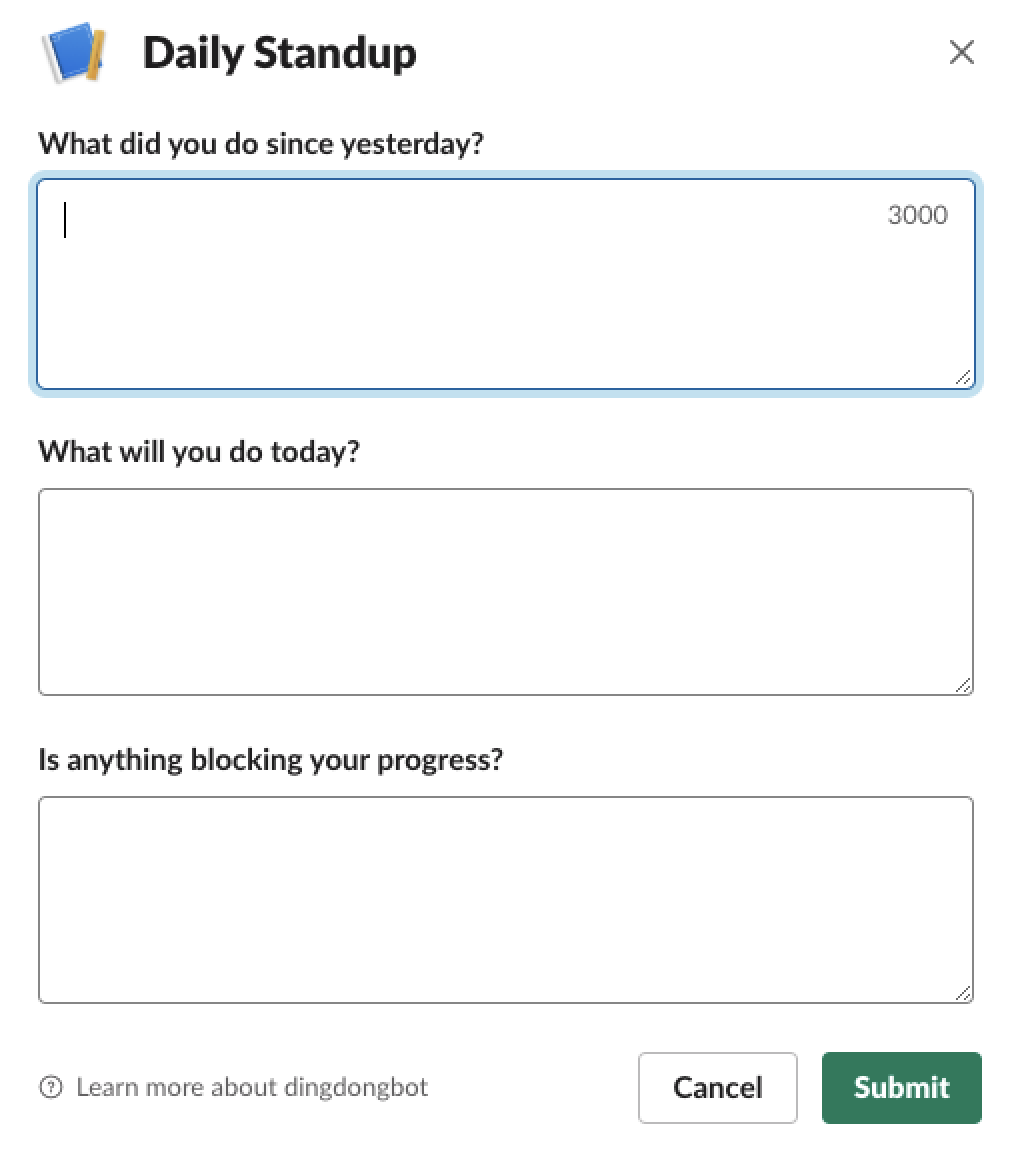 Daily Standup
What did you do since yesterday?
3000
What will you do today?
Is anything blocking your progress?
Learn more about dingdongbot
Cancel
Submit